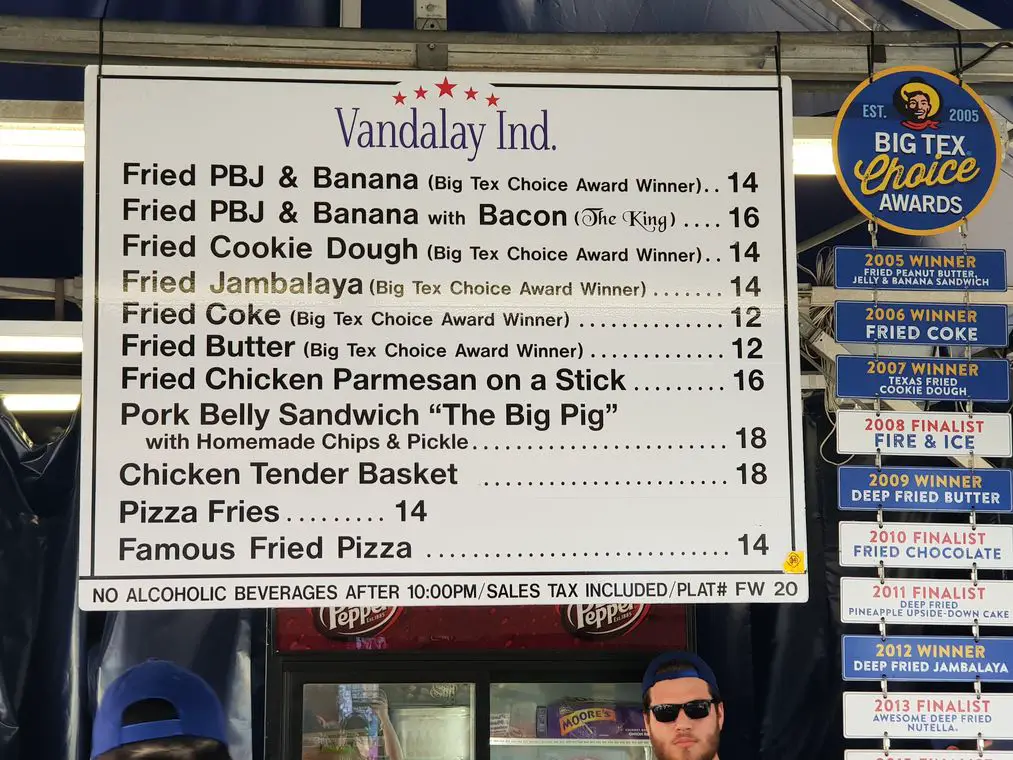 Vandalay Ind.
Fried PBJ & Banana (Big Tex Choice Award Winner).. 14
Fried PBJ & Banana with Bacon (The King) .... 16
Fried Cookie Dough (Big Tex Choice Award Winner).. 14
Fried Jambalaya (Big Tex Choice Award Winner) ....... 14
Fried Coke (Big Tex Choice Award Winner) ............. 12
Fried Butter (Big Tex Choice Award Winner) ............ 12
Fried Chicken Parmesan on a Stick ......... 16
Pork Belly Sandwich “The Big Pig”
with Homemade Chips & Pickle............................ 18
Chicken Tender Basket ........................... 18
Pizza Fries ......... 14
Famous Fried Pizza ................................. 14
NO ALCOHOLIC BEVERAGES AFTER 10:00PM/SALES TAX INCLUDED/PLAT# FW 20
EST. 2005
BIG TEX
Choice
AWARDS
2005 WINNER
FRIED PEANUT BUTTER,
JELLY & BANANA SANDWICH
2006 WINNER
FRIED COKE
2007 WINNER
TEXAS FRIED
COOKIE DOUGH
2008 FINALIST
FIRE & ICE
2009 WINNER
DEEP FRIED BUTTER
2010 FINALIST
FRIED CHOCOLATE
2011 FINALIST
DEEP FRIED
PINEAPPLE UPSIDE-DOWN CAKE
2012 WINNER
DEEP FRIED JAMBALAYA
2013 FINALIST
AWESOME DEEP FRIED
NUTELLA.
Pepper
Pepper
MOORE'S